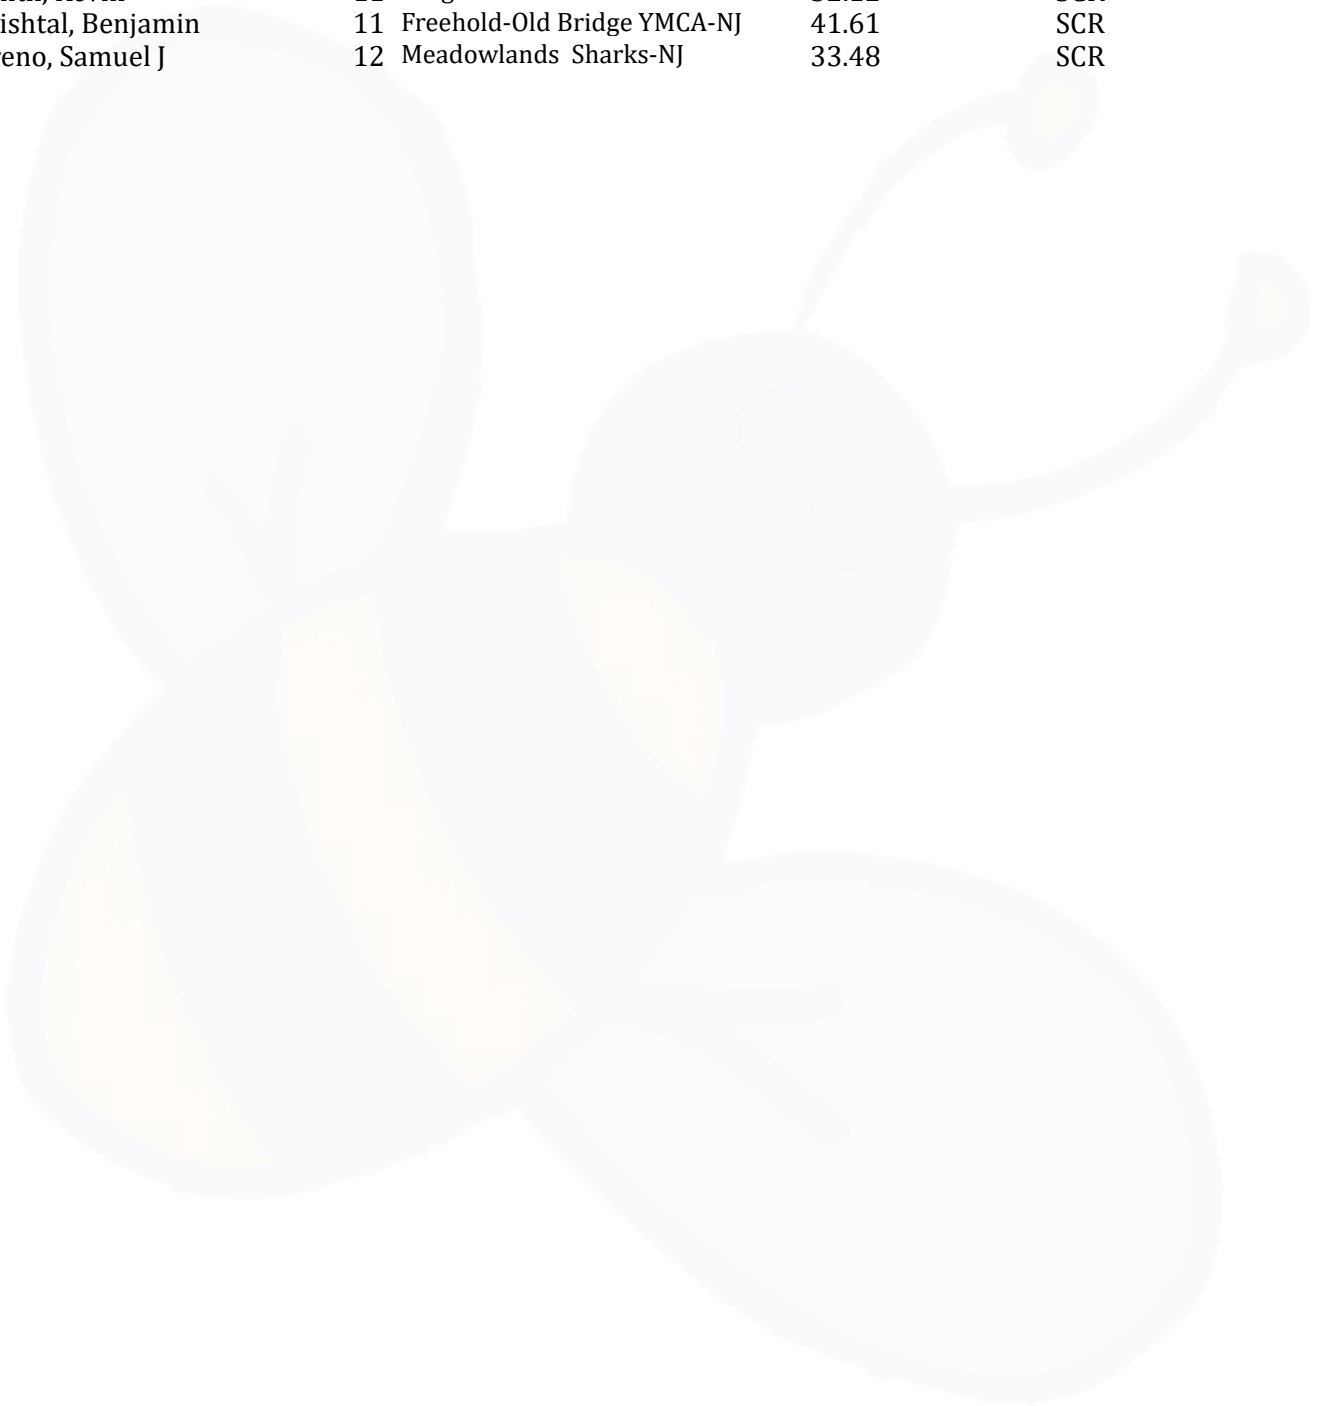 ishtal, Benjamin 11 Freehold-Old Bridge YMCA-NJ 41.61 SCR
eno, Samuel J 12 Meadowlands Sharks-NJ 33.48 SCR